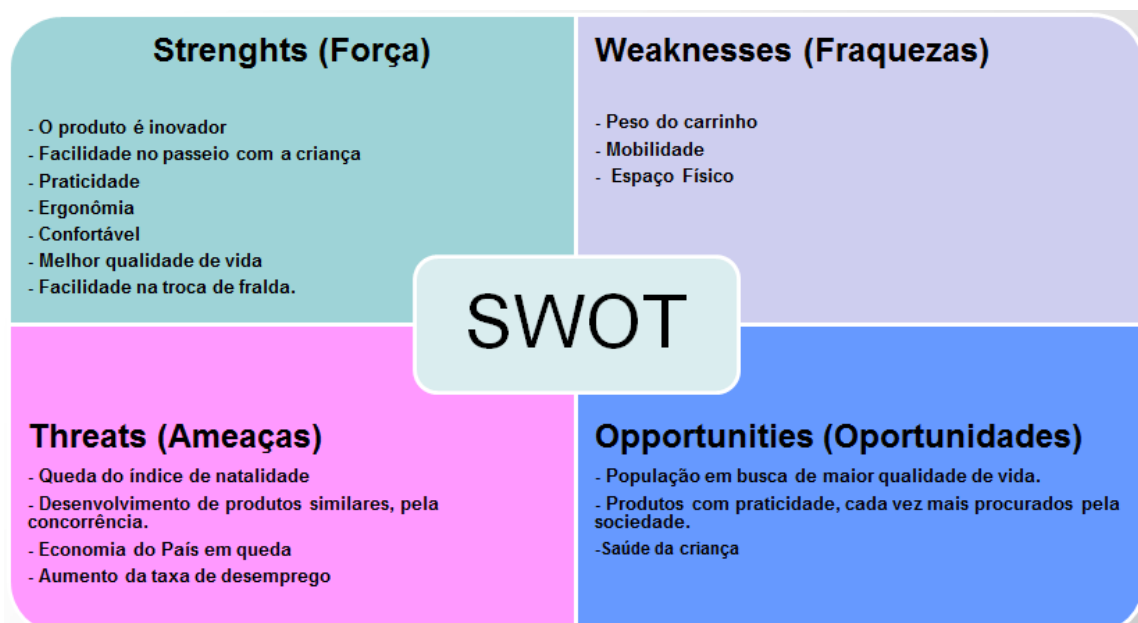 Strenghts (Força)
- O produto é inovador
- Facilidade no passeio com a criança
- Praticidade
- Ergonômia
- Confortável
- Melhor qualidade de vida
- Facilidade na troca de fralda.
Weaknesses (Fraquezas)
- Peso do carrinho
- Mobilidade
- Espaço Físico
SWOT
Threats (Ameaças)
- Queda do índice de natalidade
- Desenvolvimento de produtos similares, pela
concorrência.
- Economia do País em queda
- Aumento da taxa de desemprego
Opportunities (Oportunidades)
- População em busca de maior qualidade de vida.
- Produtos com praticidade, cada vez mais procurados pela
sociedade.
-Saúde da criança